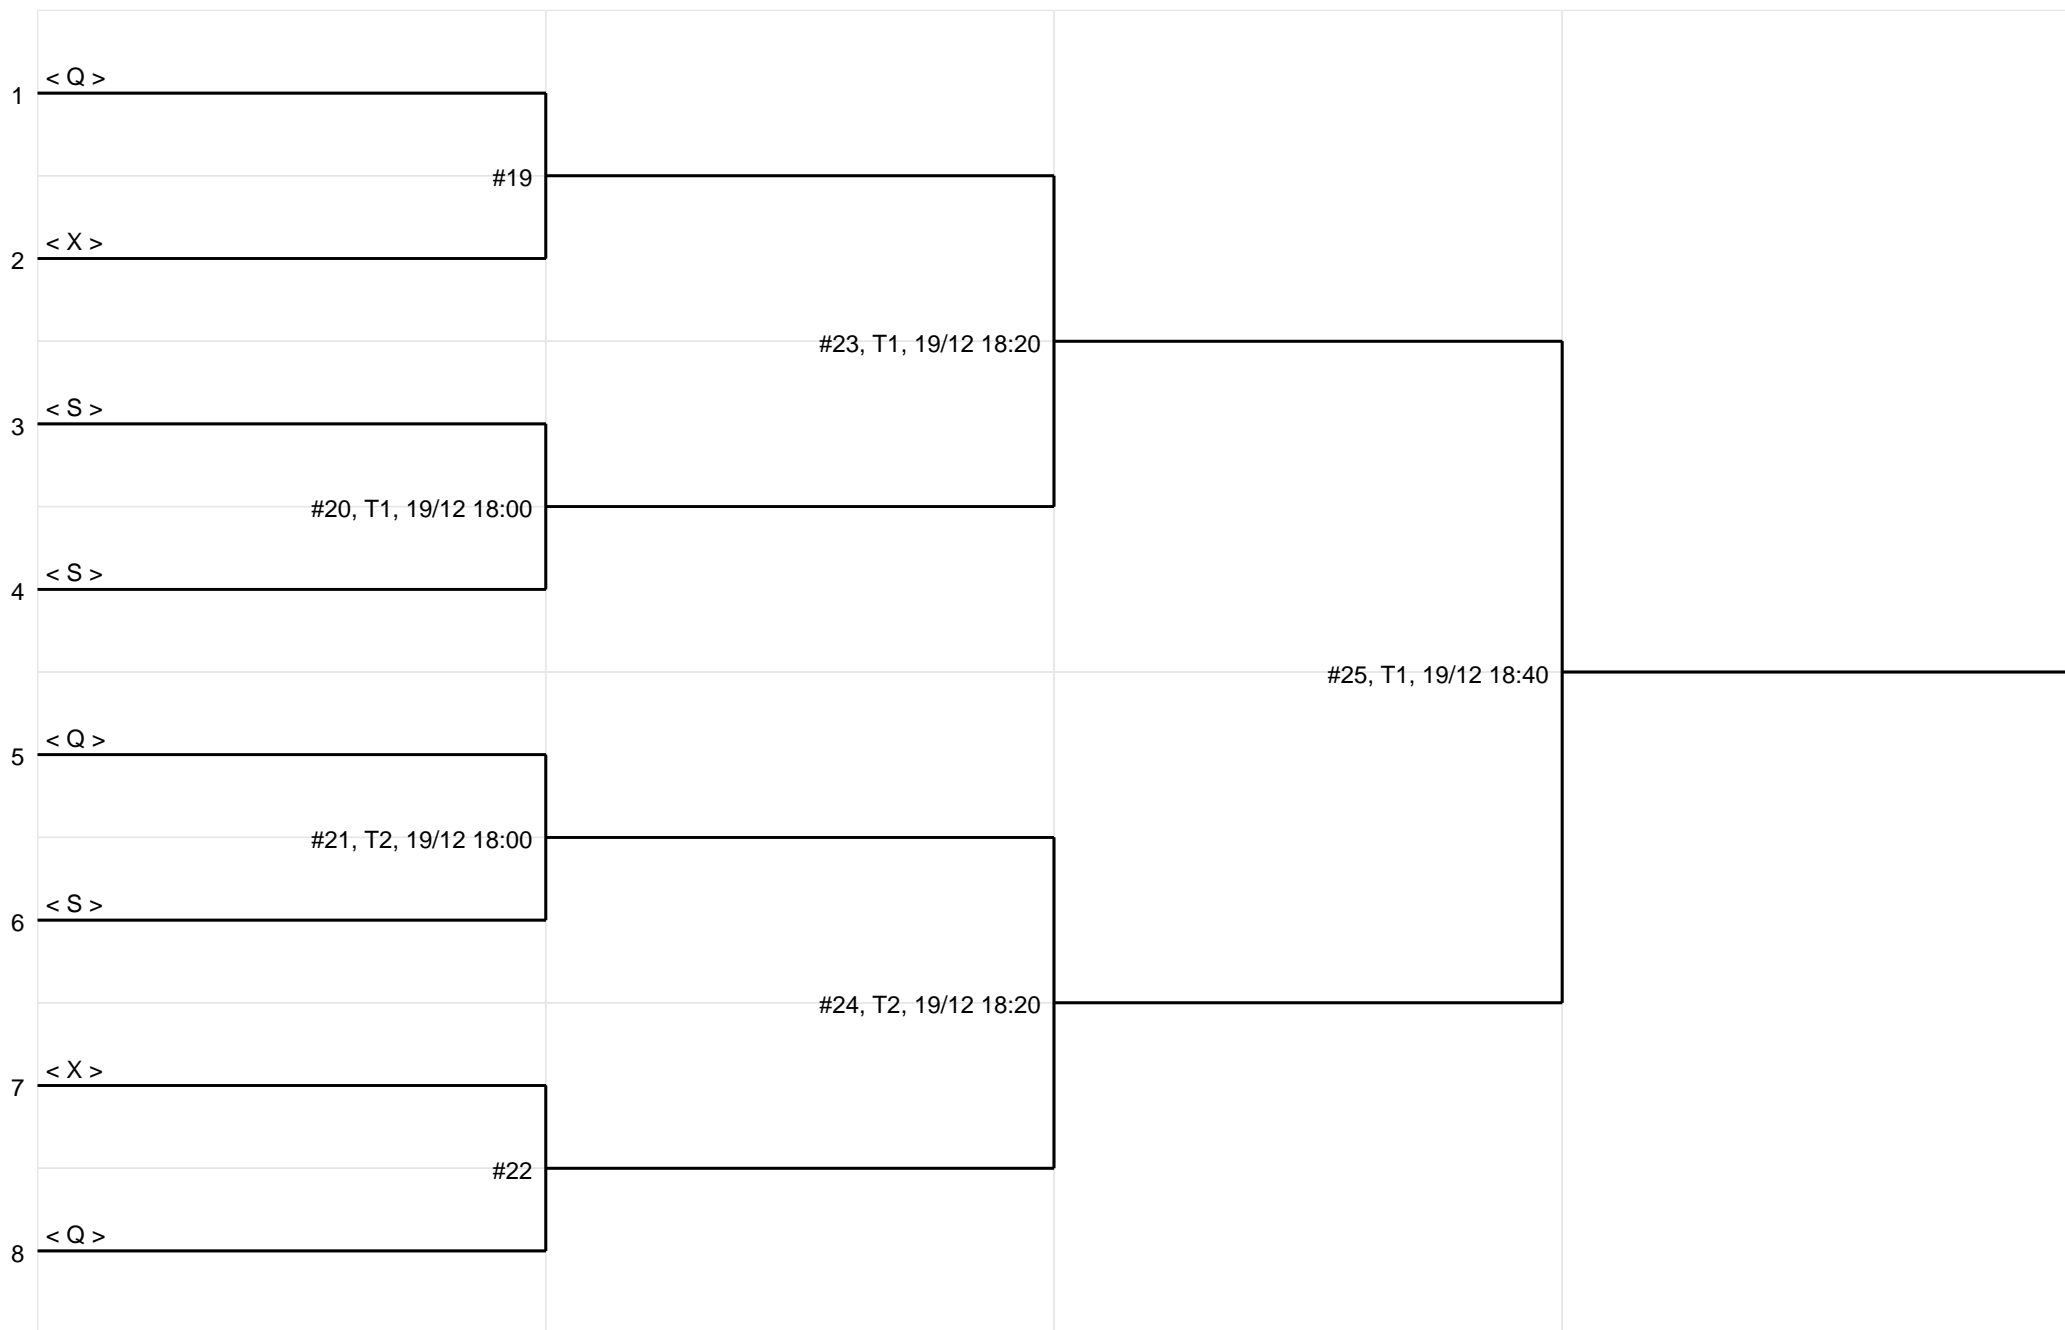 < Q >
1
#19
< X >
2
#23, T1, 19/12 18:20
< S >
3
#20, T1, 19/12 18:00
< S >
4
#25, T1, 19/12 18:40
< Q >
5
#21, T2, 19/12 18:00
< S >
6
#24, T2, 19/12 18:20
< X >
7
#22
< Q >
8